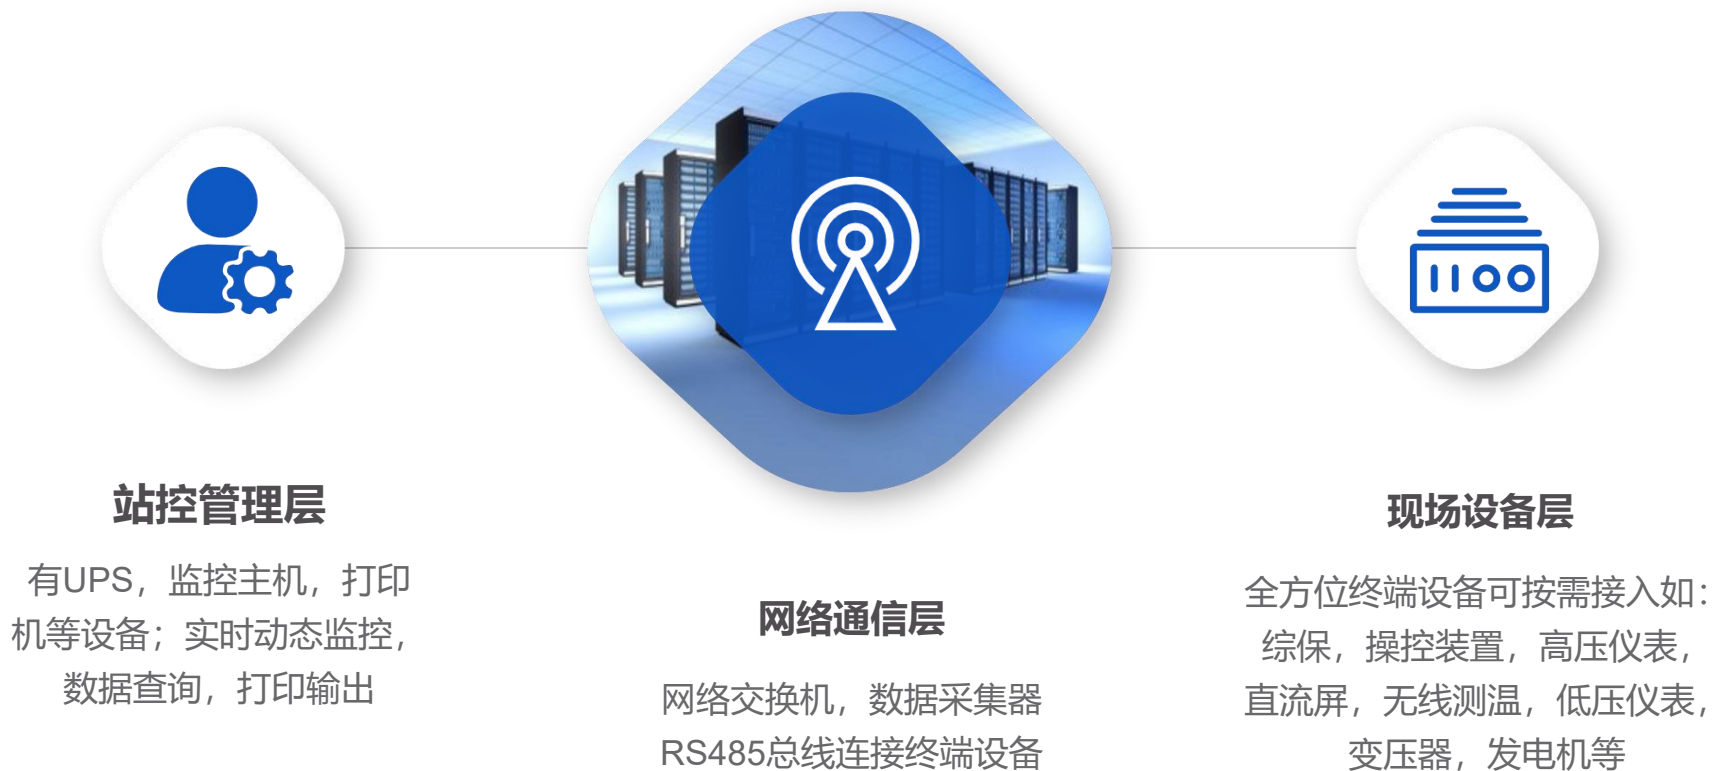 站控管理层
有UPS，监控主机，打印
机等设备；实时动态监控，
数据查询，打印输出
网络通信层
网络交换机，数据采集器
RS485总线连接终端设备
现场设备层
全方位终端设备可按需接入如：
综保，操控装置，高压仪表，
直流屏，无线测温，低压仪表，
变压器，发电机等